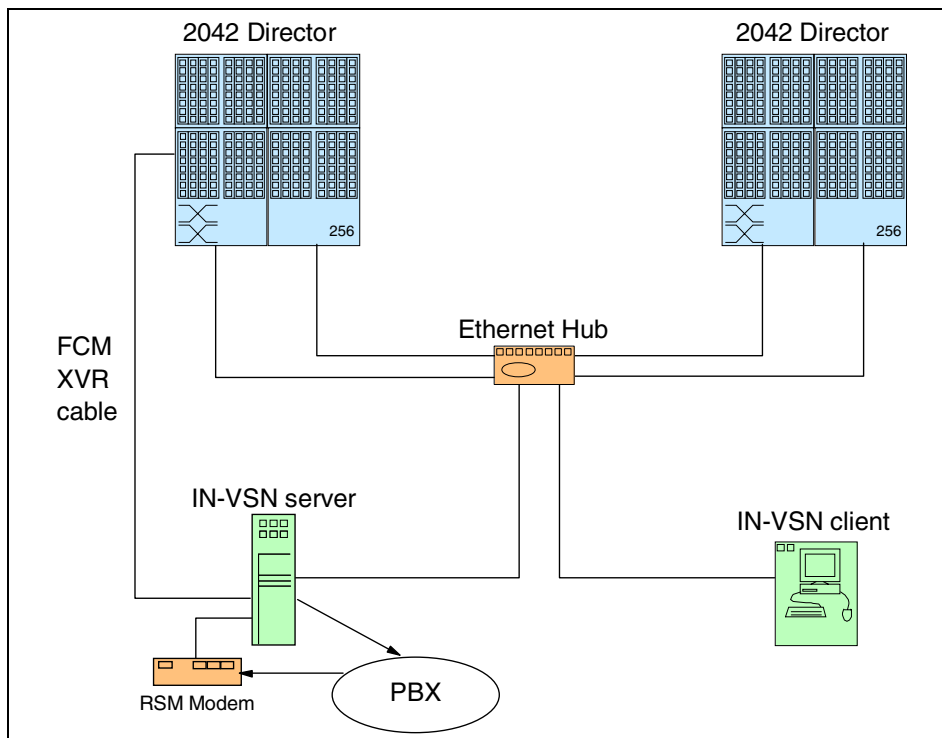 2042 Director
2042 Director
256
256
Ethernet Hub
FCM
XVR
cable
IN-VSN server
IN-VSN client
PBX
RSM Modem